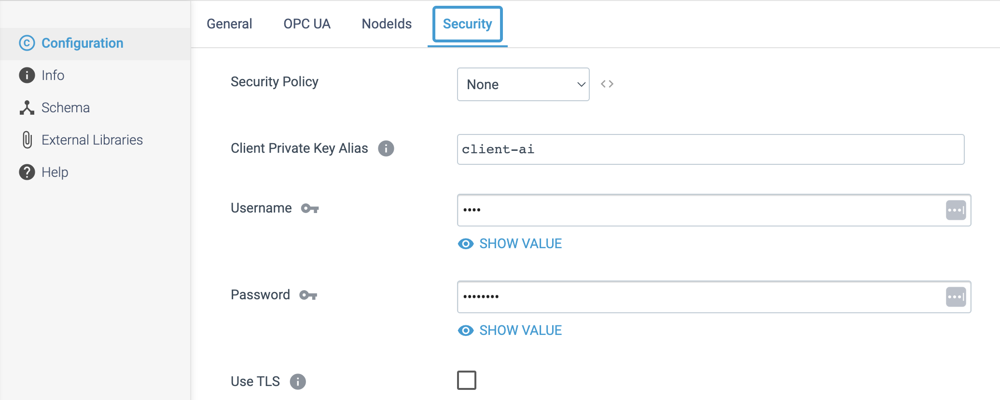 General OPC UA NodeIds Security
Configuration
Info
Schema
External Libraries
Help
Security Policy None <>
Client Private Key Alias client-ai
Username ••••
SHOW VALUE
Password ••••••••
SHOW VALUE
Use TLS